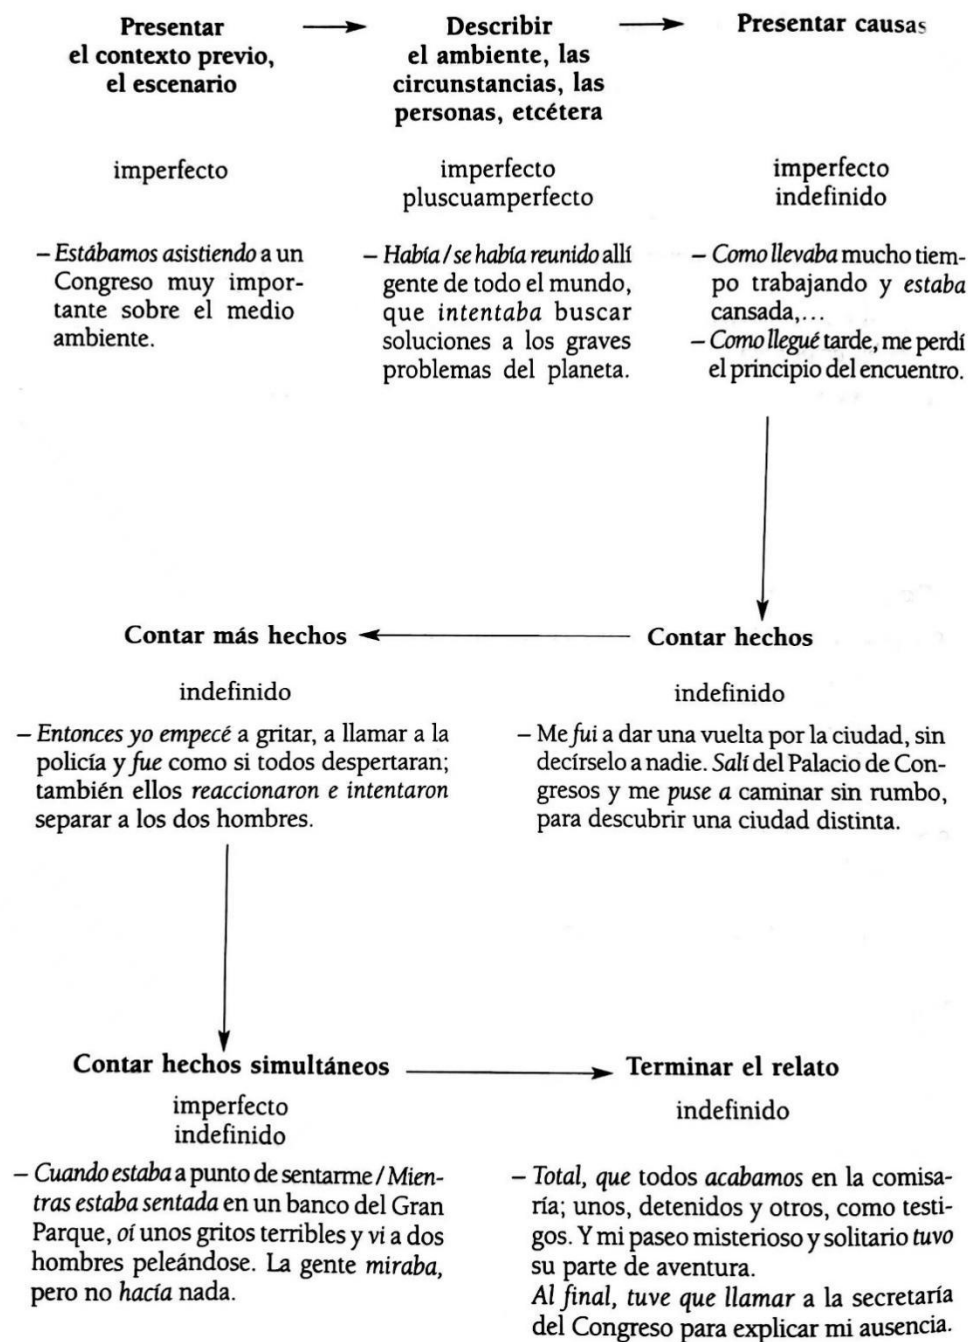 Presentar
el contexto previo,
el escenario
imperfecto
– Estábamos asistiendo a un
Congreso muy impor-
tante sobre el medio
ambiente.
Describir
el ambiente, las
circunstancias, las
personas, etcétera
imperfecto
pluscuamperfecto
– Había / se había reunido allí
gente de todo el mundo,
que intentaba buscar
soluciones a los graves
problemas del planeta.
Presentar causas
imperfecto
indefinido
– Como llevaba mucho tiem-
po trabajando y estaba
cansada,...
– Como llegué tarde, me perdí
el principio del encuentro.
Contar hechos
indefinido
– Me fui a dar una vuelta por la ciudad, sin
decírselo a nadie. Salí del Palacio de Con-
gresos y me puse a caminar sin rumbo,
para descubrir una ciudad distinta.
Contar más hechos
indefinido
– Entonces yo empecé a gritar, a llamar a la
policía y fue como si todos despertaran;
también ellos reaccionaron e intentaron
separar a los dos hombres.
Contar hechos simultáneos
imperfecto
indefinido
– Cuando estaba a punto de sentarme / Mien-
tras estaba sentada en un banco del Gran
Parque, oí unos gritos terribles y vi a dos
hombres peleándose. La gente miraba,
pero no hacía nada.
Terminar el relato
indefinido
– Total, que todos acabamos en la comisa-
ría; unos, detenidos y otros, como testi-
gos. Y mi paseo misterioso y solitario tuvo
su parte de aventura.
Al final, tuve que llamar a la secretaría
del Congreso para explicar mi ausencia.